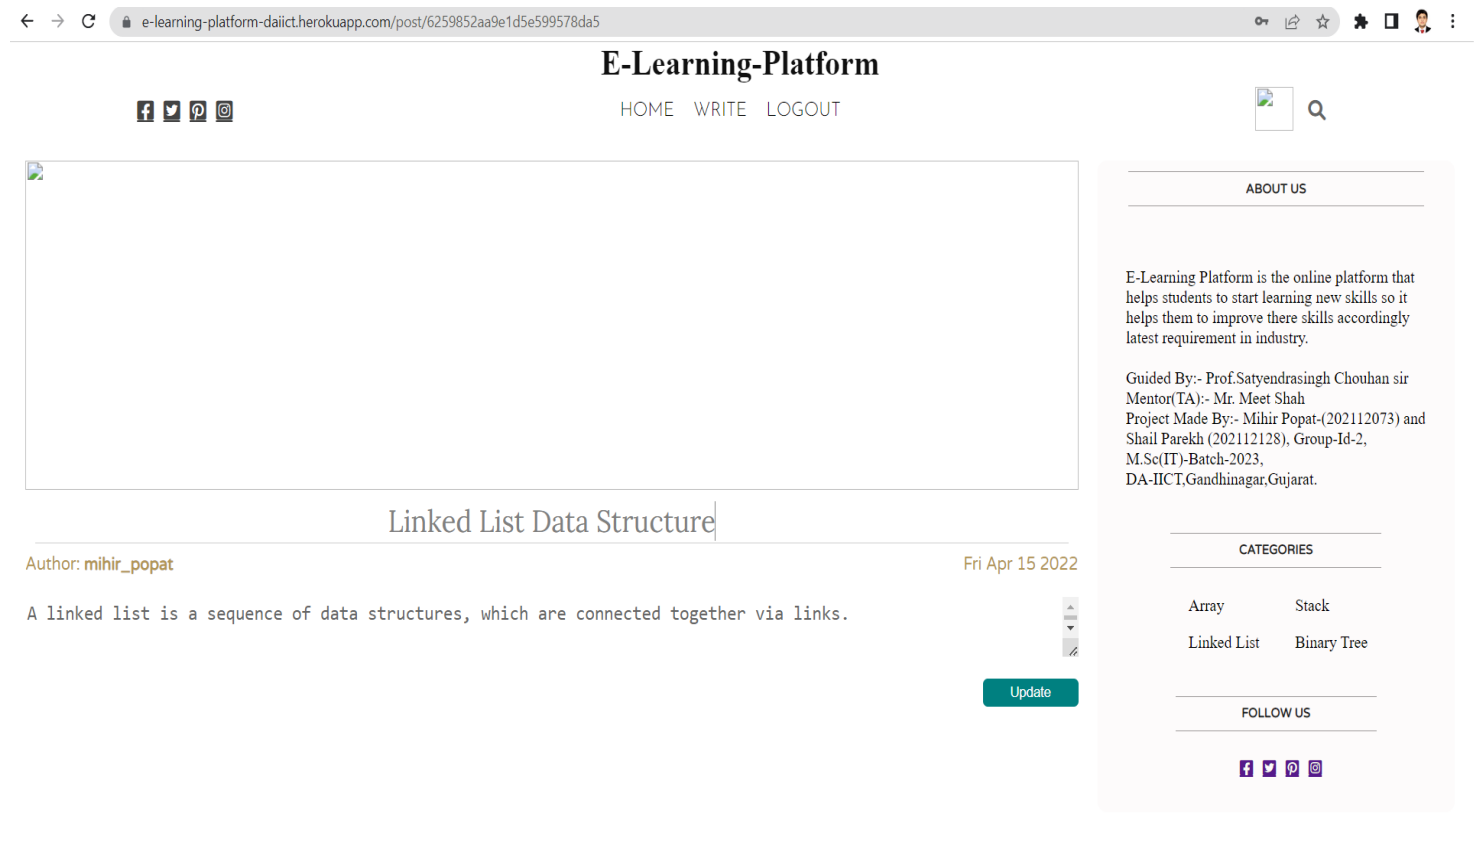 e-learning-platform-daiict.herokuapp.com/post/6259852aa9e1d5e599578da5
E-Learning-Platform
HOME WRITE LOGOUT
Linked List Data Structure
Author: mihir_popat
Fri Apr 15 2022
A linked list is a sequence of data structures, which are connected together via links.
Update
ABOUT US
E-Learning Platform is the online platform that
helps students to start learning new skills so it
helps them to improve there skills accordingly
latest requirement in industry.
Guided By:- Prof.Satyendrasingh Chouhan sir
Mentor(TA):- Mr. Meet Shah
Project Made By:- Mihir Popat-(202112073) and
Shail Parekh (202112128), Group-Id-2,
M.Sc(IT)-Batch-2023,
DA-IICT,Gandhinagar,Gujarat.
CATEGORIES
Array Stack
Linked List Binary Tree
FOLLOW US